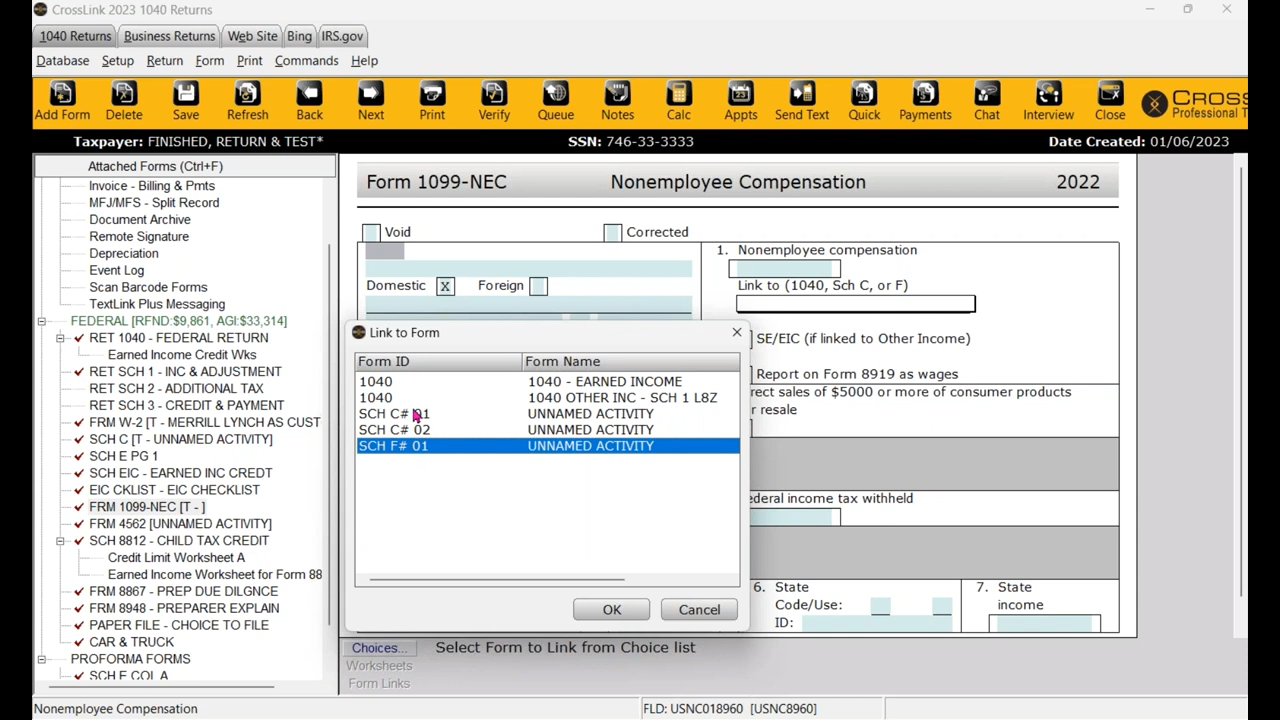 CrossLink 2023 1040 Returns
1040 Returns Business Returns Web Site Bing IRS.gov
Database Setup Return Form Print Commands Help
Add Form Delete Save Refresh Back Next Print Verify Queue Notes Calc Appts Send Text Quick Payments Chat Interview Close
CROSS
Professional T
Taxpayer: FINISHED, RETURN & TEST* SSN: 746-33-3333 Date Created: 01/06/2023
Attached Forms (Ctrl+F)
Invoice - Billing & Pmts
MFJ/MFS - Split Record
Document Archive
Remote Signature
Depreciation
Event Log
Scan Barcode Forms
TextLink Plus Messaging
FEDERAL [RFND:$9,861, AGI:$33,314]
RET 1040 - FEDERAL RETURN
Earned Income Credit Wks
RET SCH 1 - INC & ADJUSTMENT
RET SCH 2 - ADDITIONAL TAX
RET SCH 3 - CREDIT & PAYMENT
FRM W-2 [T - MERRILL LYNCH AS CUST
SCH C [T - UNNAMED ACTIVITY]
SCH E PG 1
SCH EIC - EARNED INC CREDT
EIC CKLIST - EIC CHECKLIST
FRM 1099-NEC [T - ]
FRM 4562 [UNNAMED ACTIVITY]
SCH 8812 - CHILD TAX CREDIT
Credit Limit Worksheet A
Earned Income Worksheet for Form 88
FRM 8867 - PREP DUE DILGNCE
FRM 8948 - PREPARER EXPLAIN
PAPER FILE - CHOICE TO FILE
CAR & TRUCK
PROFORMA FORMS
SCH E COL A
Form 1099-NEC Nonemployee Compensation 2022
Void Corrected
Domestic X Foreign
1. Nonemployee compensation
Link to (1040, Sch C, or F)
SE/EIC (if linked to Other Income)
Report on Form 8919 as wages
rect sales of $5000 or more of consumer products
r resale
ederal income tax withheld
6. State
Code/Use:
ID:
7. State
income
Link to Form
Form ID Form Name
1040 1040 - EARNED INCOME
1040 1040 OTHER INC - SCH 1 L8Z
SCH C# 01 UNNAMED ACTIVITY
SCH C# 02 UNNAMED ACTIVITY
SCH F# 01 UNNAMED ACTIVITY
OK Cancel
Choices... Select Form to Link from Choice list
Worksheets
Form Links
Nonemployee Compensation FLD: USNC018960 [USNC8960]